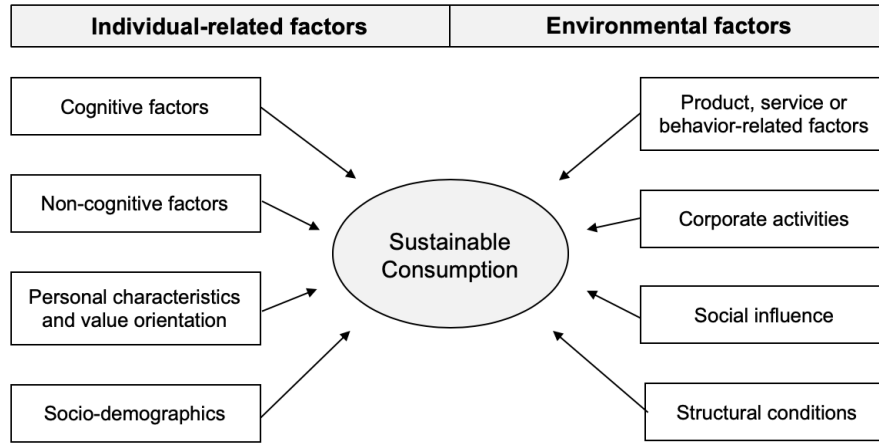 Individual-related factors
Environmental factors
Cognitive factors
Non-cognitive factors
Personal characteristics
and value orientation
Socio-demographics
Sustainable
Consumption
Product, service or
behavior-related factors
Corporate activities
Social influence
Structural conditions